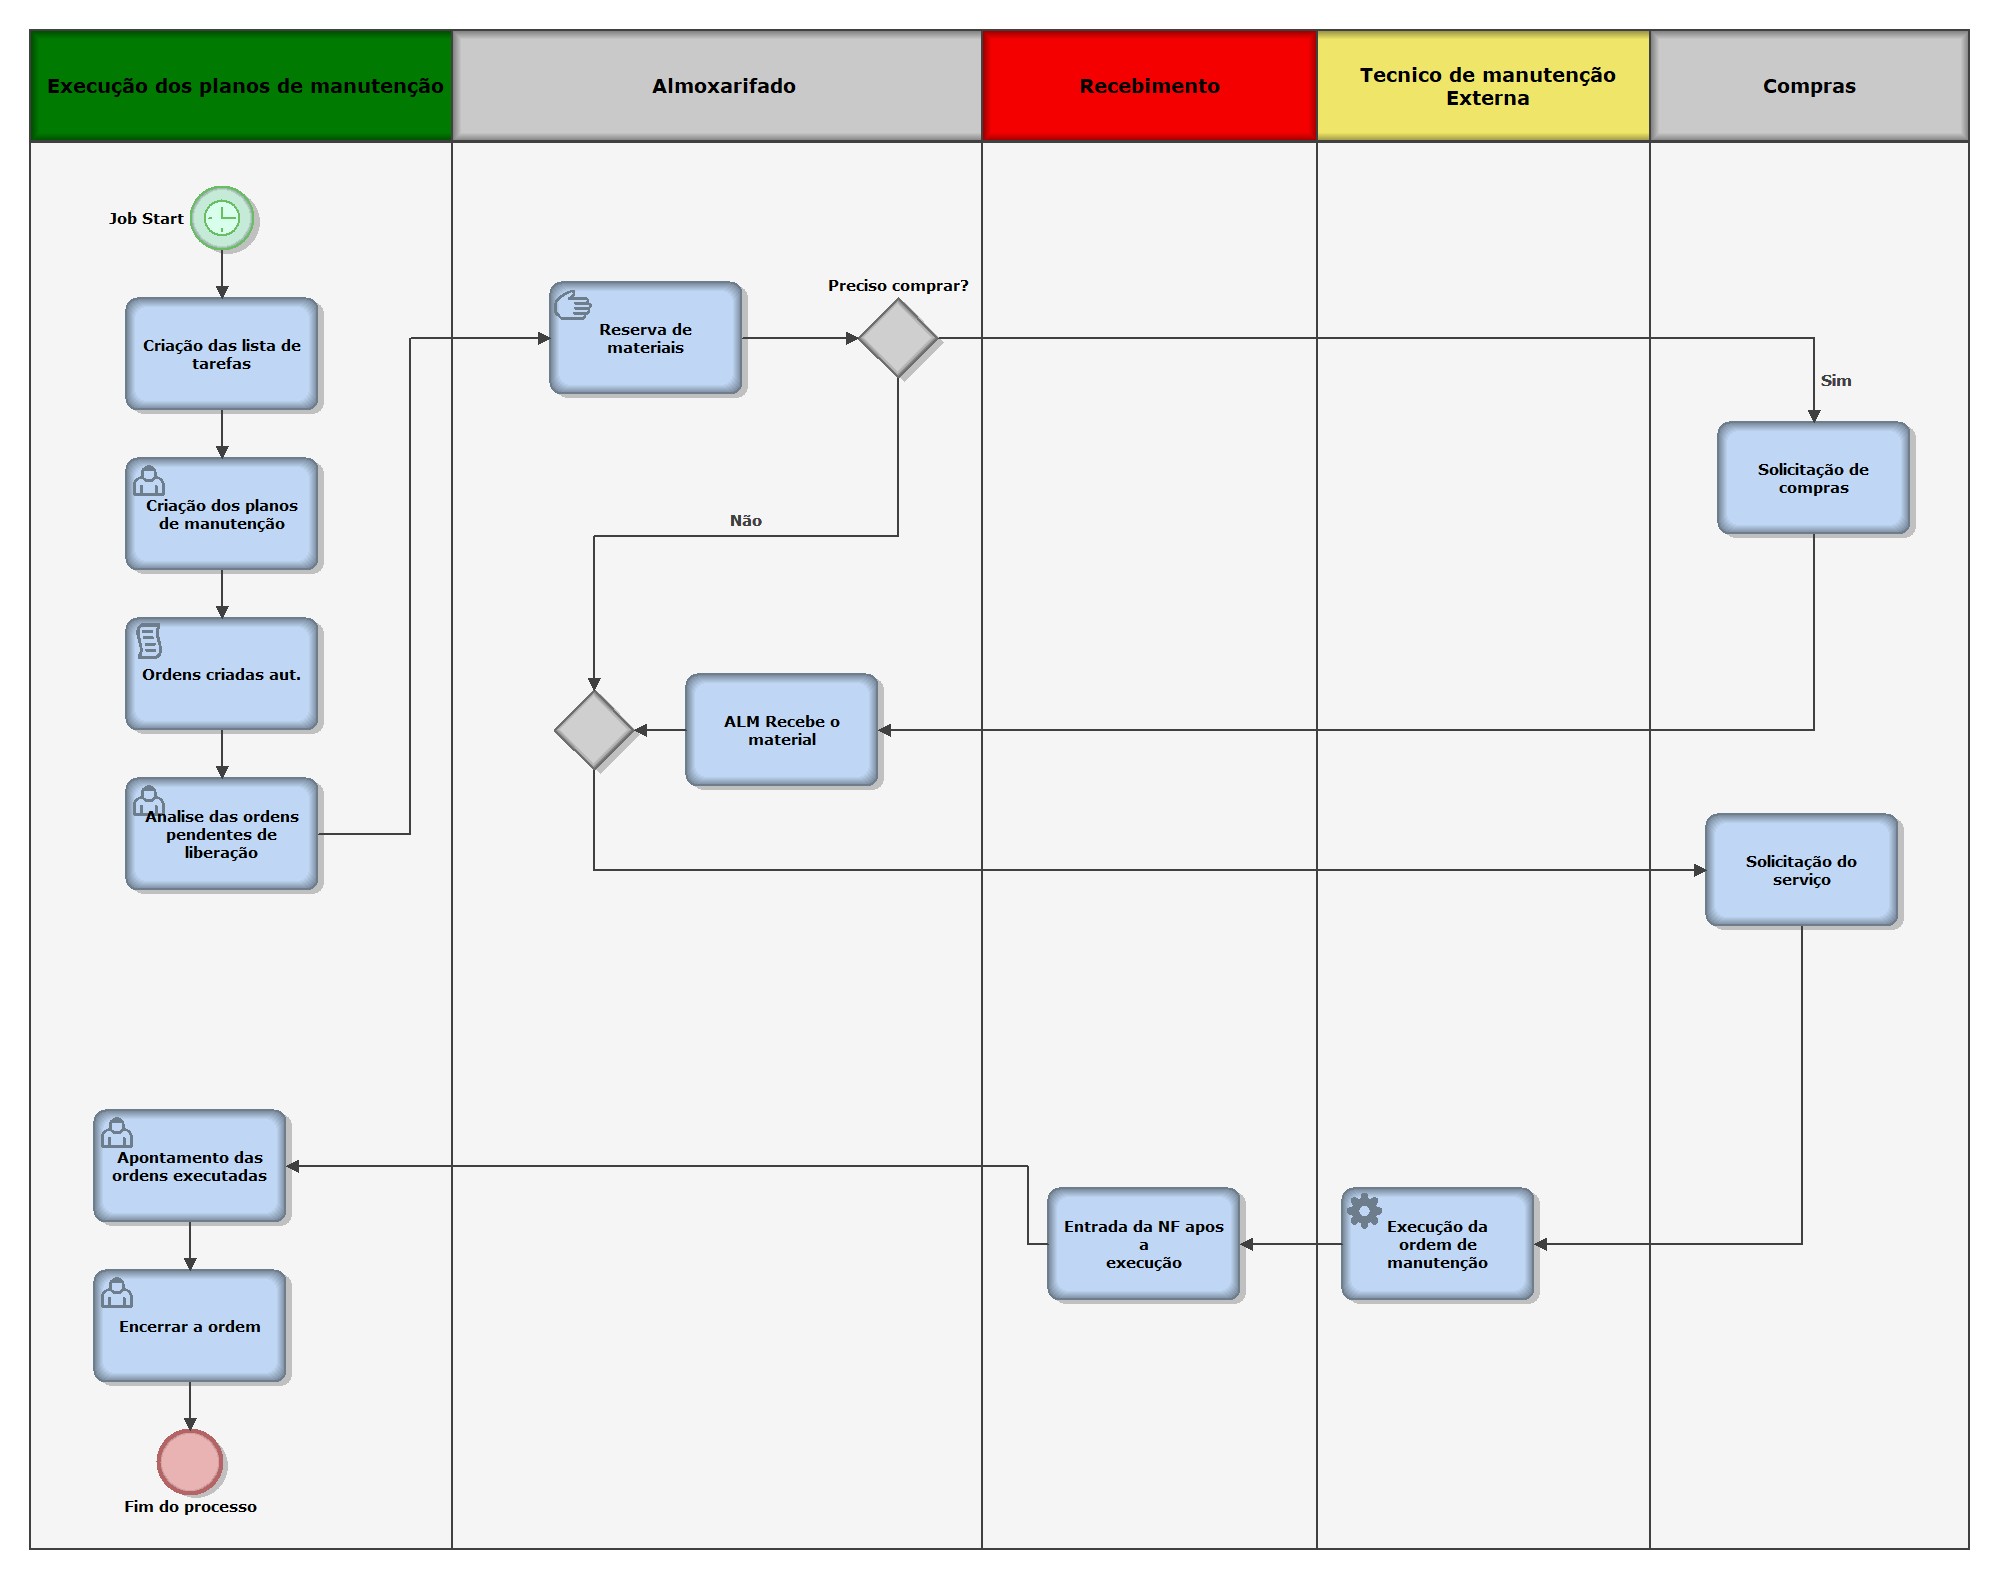 Execução dos planos de manutenção
Almoxarifado
Recebimento
Tecnico de manutenção
Externa
Compras
Job Start
Criação das lista de
tarefas
Criação dos planos
de manutenção
Ordens criadas aut.
Analise das ordens
pendentes de
liberação
Reserva de
materiais
Preciso comprar?
Sim
Solicitação de
compras
Não
ALM Recebe o
material
Solicitação do
serviço
Execução da
ordem de
manutenção
Entrada da NF apos
a
execução
Apontamento das
ordens executadas
Encerrar a ordem
Fim do processo